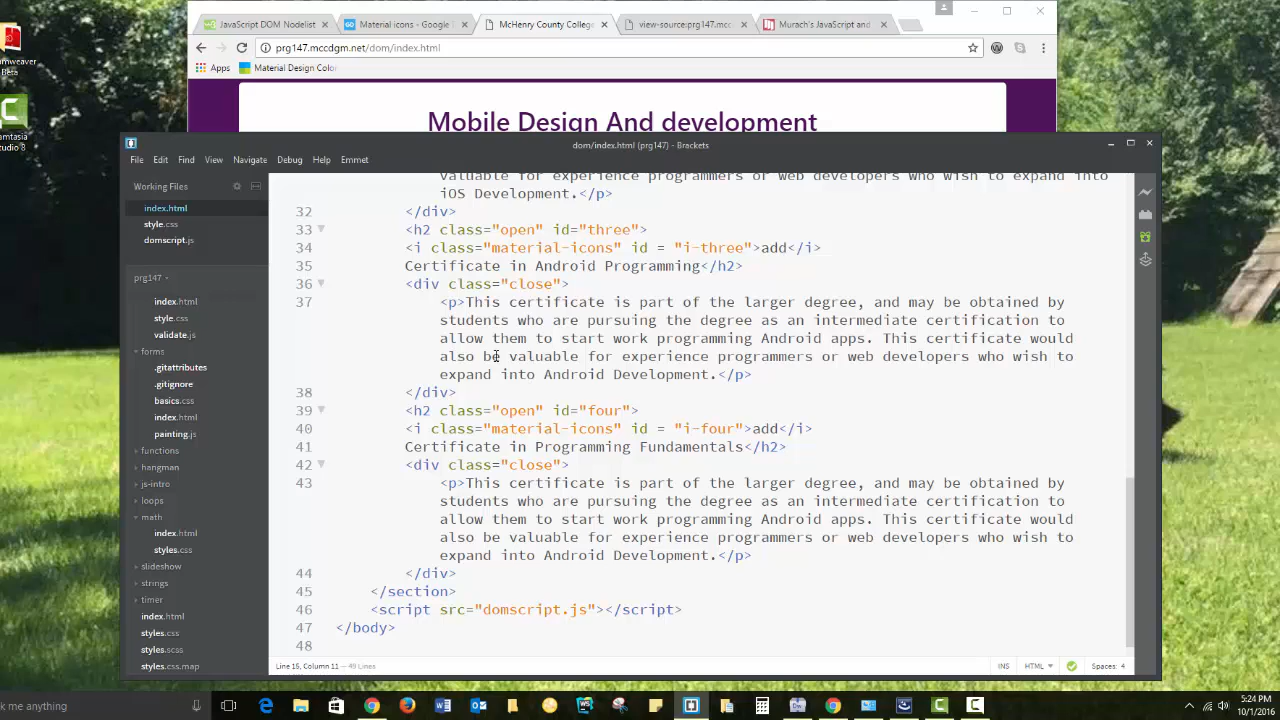 JavaScript DOM Nodelist
Material icons - Google
McHenry County College
view-source:prg147.mcc
Murach's JavaScript and
prg147.mccdgm.net/dom/index.html
Apps
Material Design Color
Mobile Design And development
amweaver
Beta
amtasia
tudio 8
dom/index.html (prg147) - Brackets
File Edit Find View Navigate Debug Help Emmet
Working Files
index.html
style.css
domscript.js
prg147
index.html
style.css
validate.js
forms
.gitattributes
.gitignore
basics.css
index.html
painting.js
functions
hangman
js-intro
loops
math
index.html
styles.css
slideshow
strings
timer
index.html
styles.css
styles.scss
styles.css.map
valuable for experience programmers or web developers who wish to expand into
iOS Development.</p>
32 </div>
33 <h2 class="open" id="three">
34 <i class="material-icons" id = "i-three">add</i>
35 Certificate in Android Programming</h2>
36 <div class="close">
37 <p>This certificate is part of the larger degree, and may be obtained by
students who are pursuing the degree as an intermediate certification to
allow them to start work programming Android apps. This certificate would
also be valuable for experience programmers or web developers who wish to
expand into Android Development.</p>
38 </div>
39 <h2 class="open" id="four">
40 <i class="material-icons" id = "i-four">add</i>
41 Certificate in Programming Fundamentals</h2>
42 <div class="close">
43 <p>This certificate is part of the larger degree, and may be obtained by
students who are pursuing the degree as an intermediate certification to
allow them to start work programming Android apps. This certificate would
also be valuable for experience programmers or web developers who wish to
expand into Android Development.</p>
44 </div>
45 </section>
46 <script src="domscript.js"></script>
47 </body>
48
Line 15, Column 11 — 49 Lines
INS HTML Spaces: 4
sk me anything
5:24 PM
10/1/2016